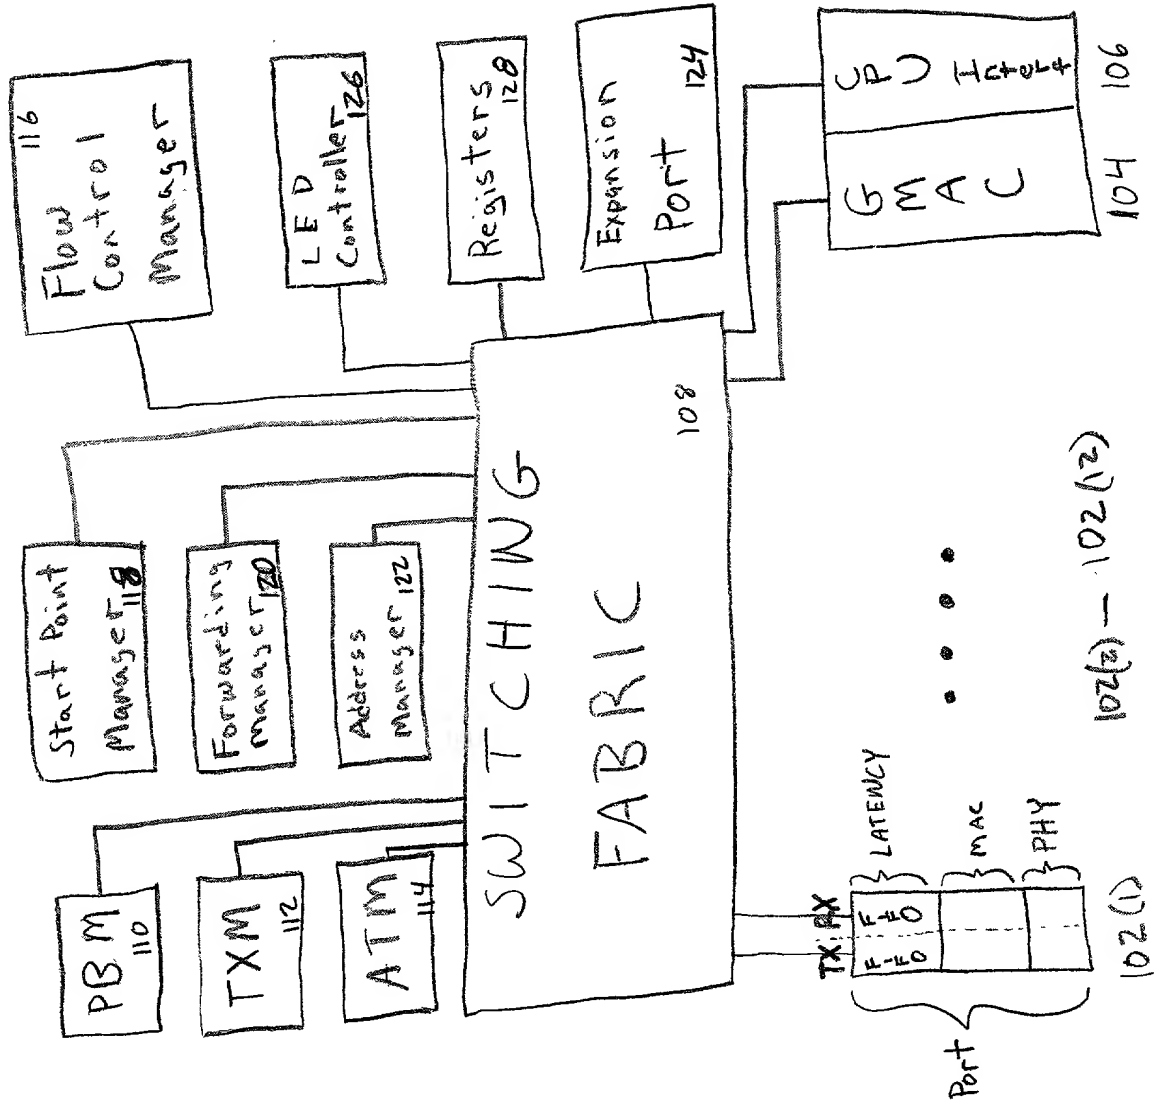 PBM
110
TXM
112
ATM
114
Start Point
Manager
118
Forwarding
Manager
120
Address
Manager
122
116
Flow
Control
Manager
LED
Controller
126
Registers
128
Expansion
Port
124
SWITCHING
FABRIC
108
G
MAC
104
CPU
106
TX
RX
FIFO
FIFO
LATENCY
MAC
PHY
Port
102(1)
102(2) — 102(12)